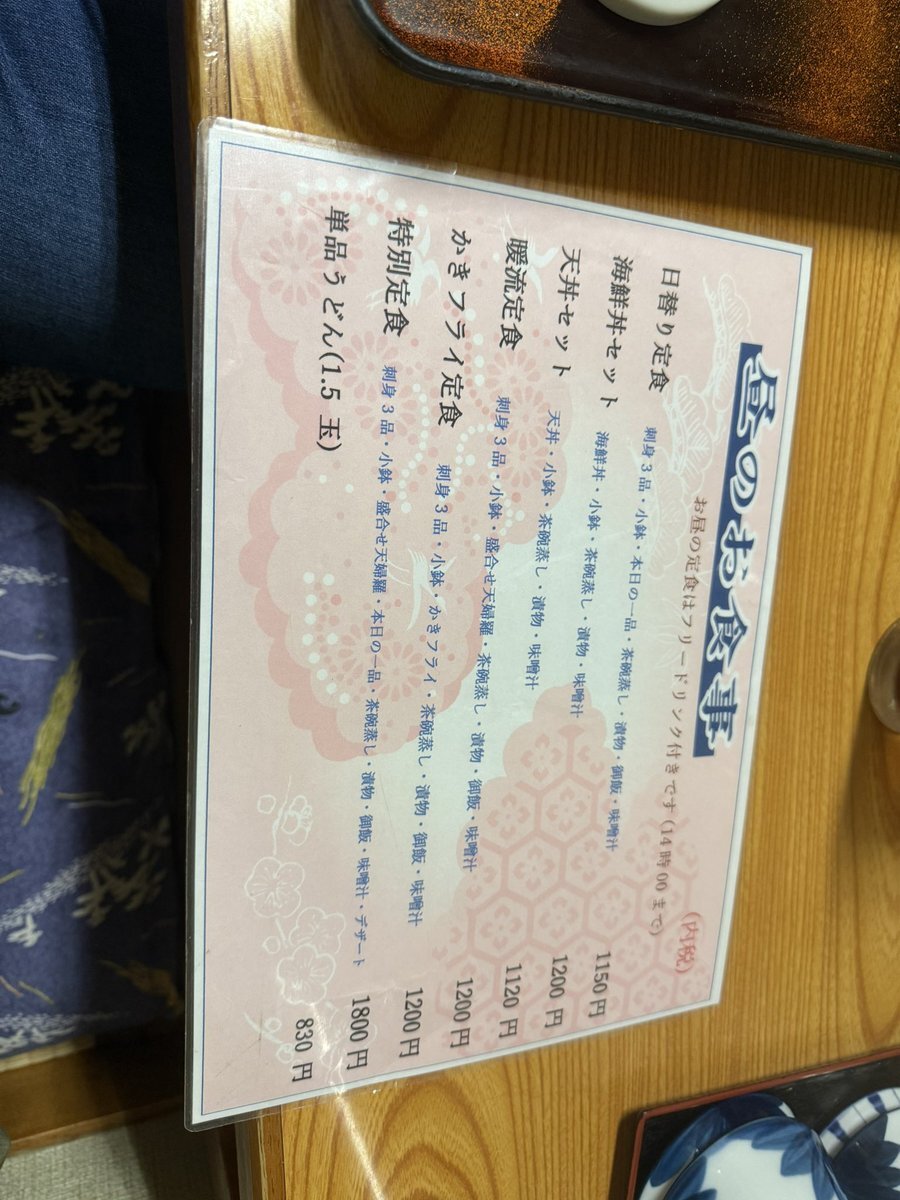 昼のお食事
お昼の定食はフリードリンク付きです(14時00まで)
(内税)
日替り定食 刺身3品・小鉢・本日の一品・茶碗蒸し・漬物・御飯・味噌汁 1150円
海鮮丼セット 海鮮丼・小鉢・茶碗蒸し・漬物・味噌汁 1200円
天丼セット 天丼・小鉢・茶碗蒸し・漬物・味噌汁 1120円
暖流定食 刺身3品・小鉢・盛合せ天婦羅・茶碗蒸し・漬物・御飯・味噌汁 1200円
かきフライ定食 刺身3品・小鉢・かきフライ・茶碗蒸し・漬物・御飯・味噌汁 1200円
特別定食 刺身3品・小鉢・盛合せ天婦羅・本日の一品・茶碗蒸し・漬物・御飯・味噌汁・デザート 1800円
単品うどん(1.5 玉) 830円